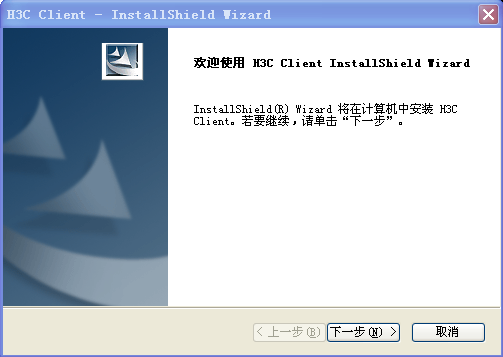 H3C Client - InstallShield Wizard
欢迎使用 H3C Client InstallShield Wizard
InstallShield(R) Wizard 将在计算机中安装 H3C
Client。若要继续，请单击“下一步”。
< 上一步(B) 下一步(N) > 取消